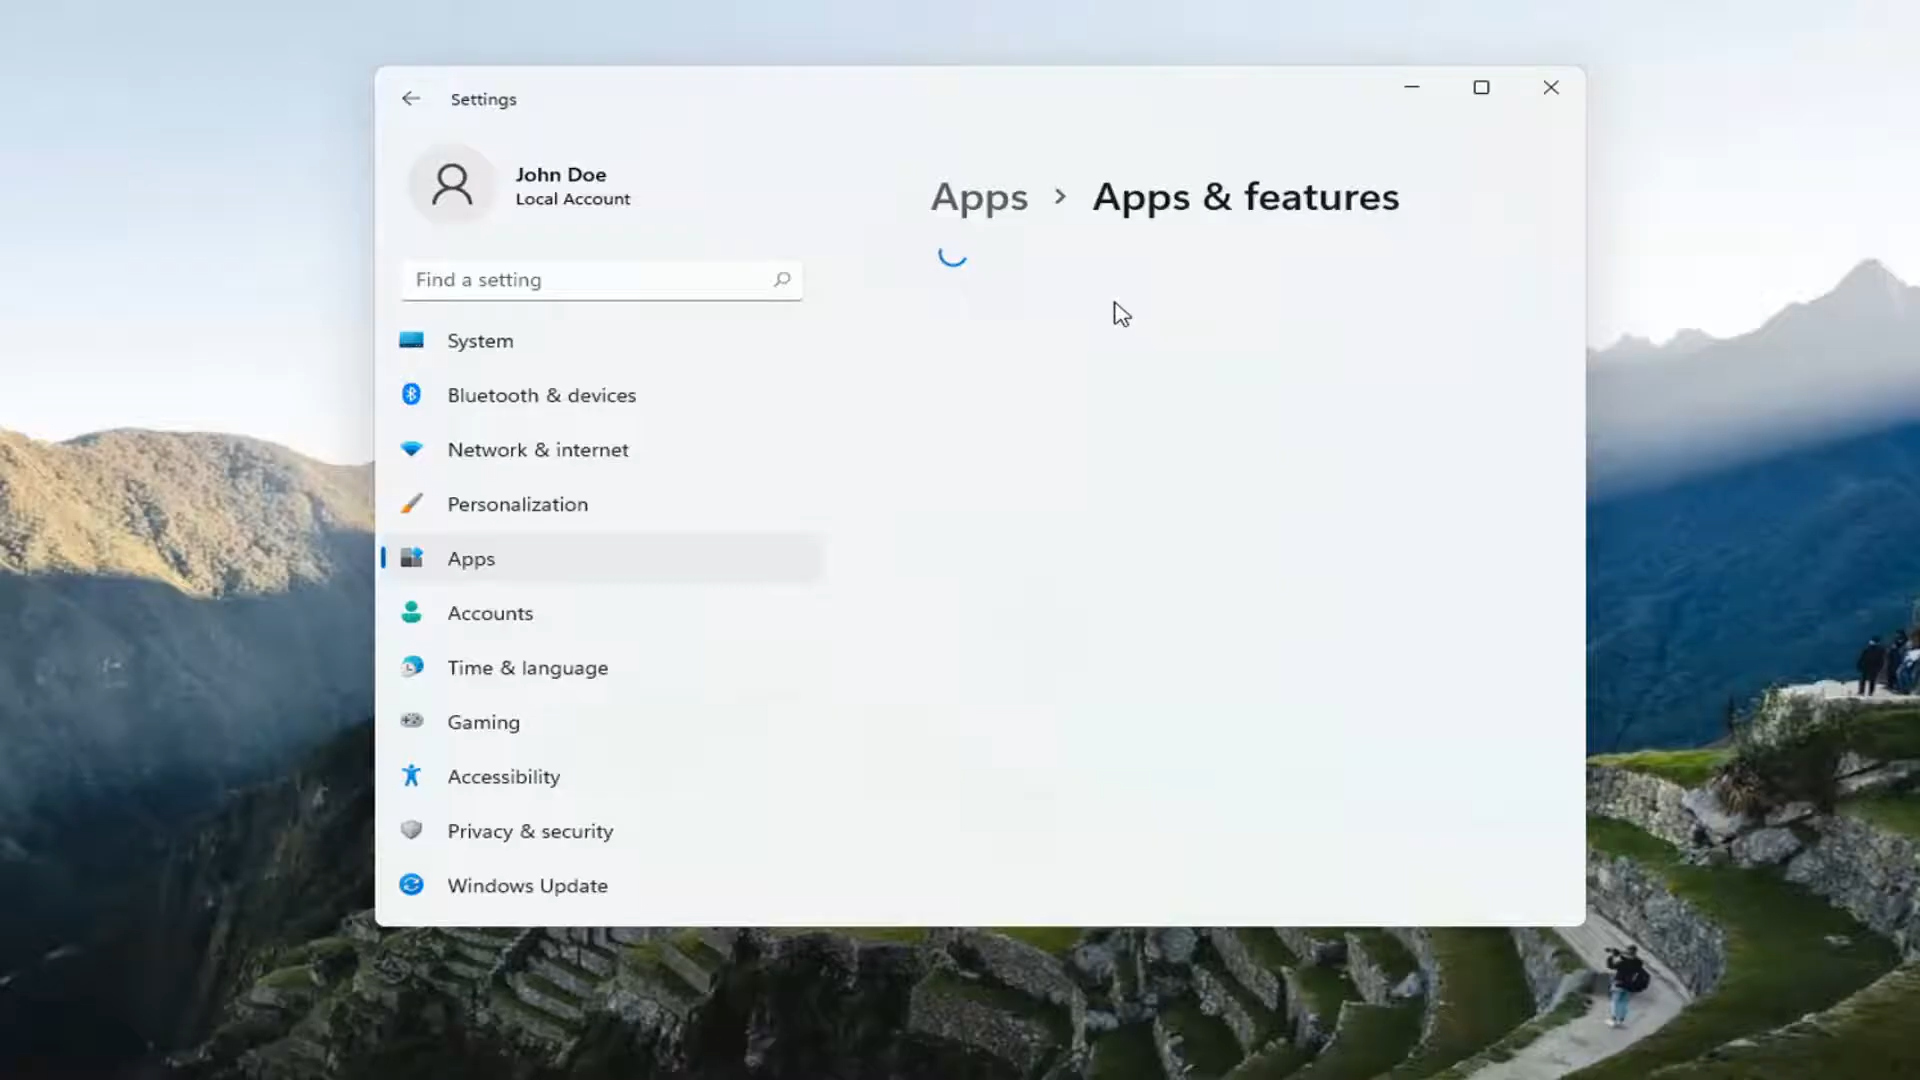 Settings
John Doe
Local Account
Find a setting
System
Bluetooth & devices
Network & internet
Personalization
Apps
Accounts
Time & language
Gaming
Accessibility
Privacy & security
Windows Update
Apps > Apps & features